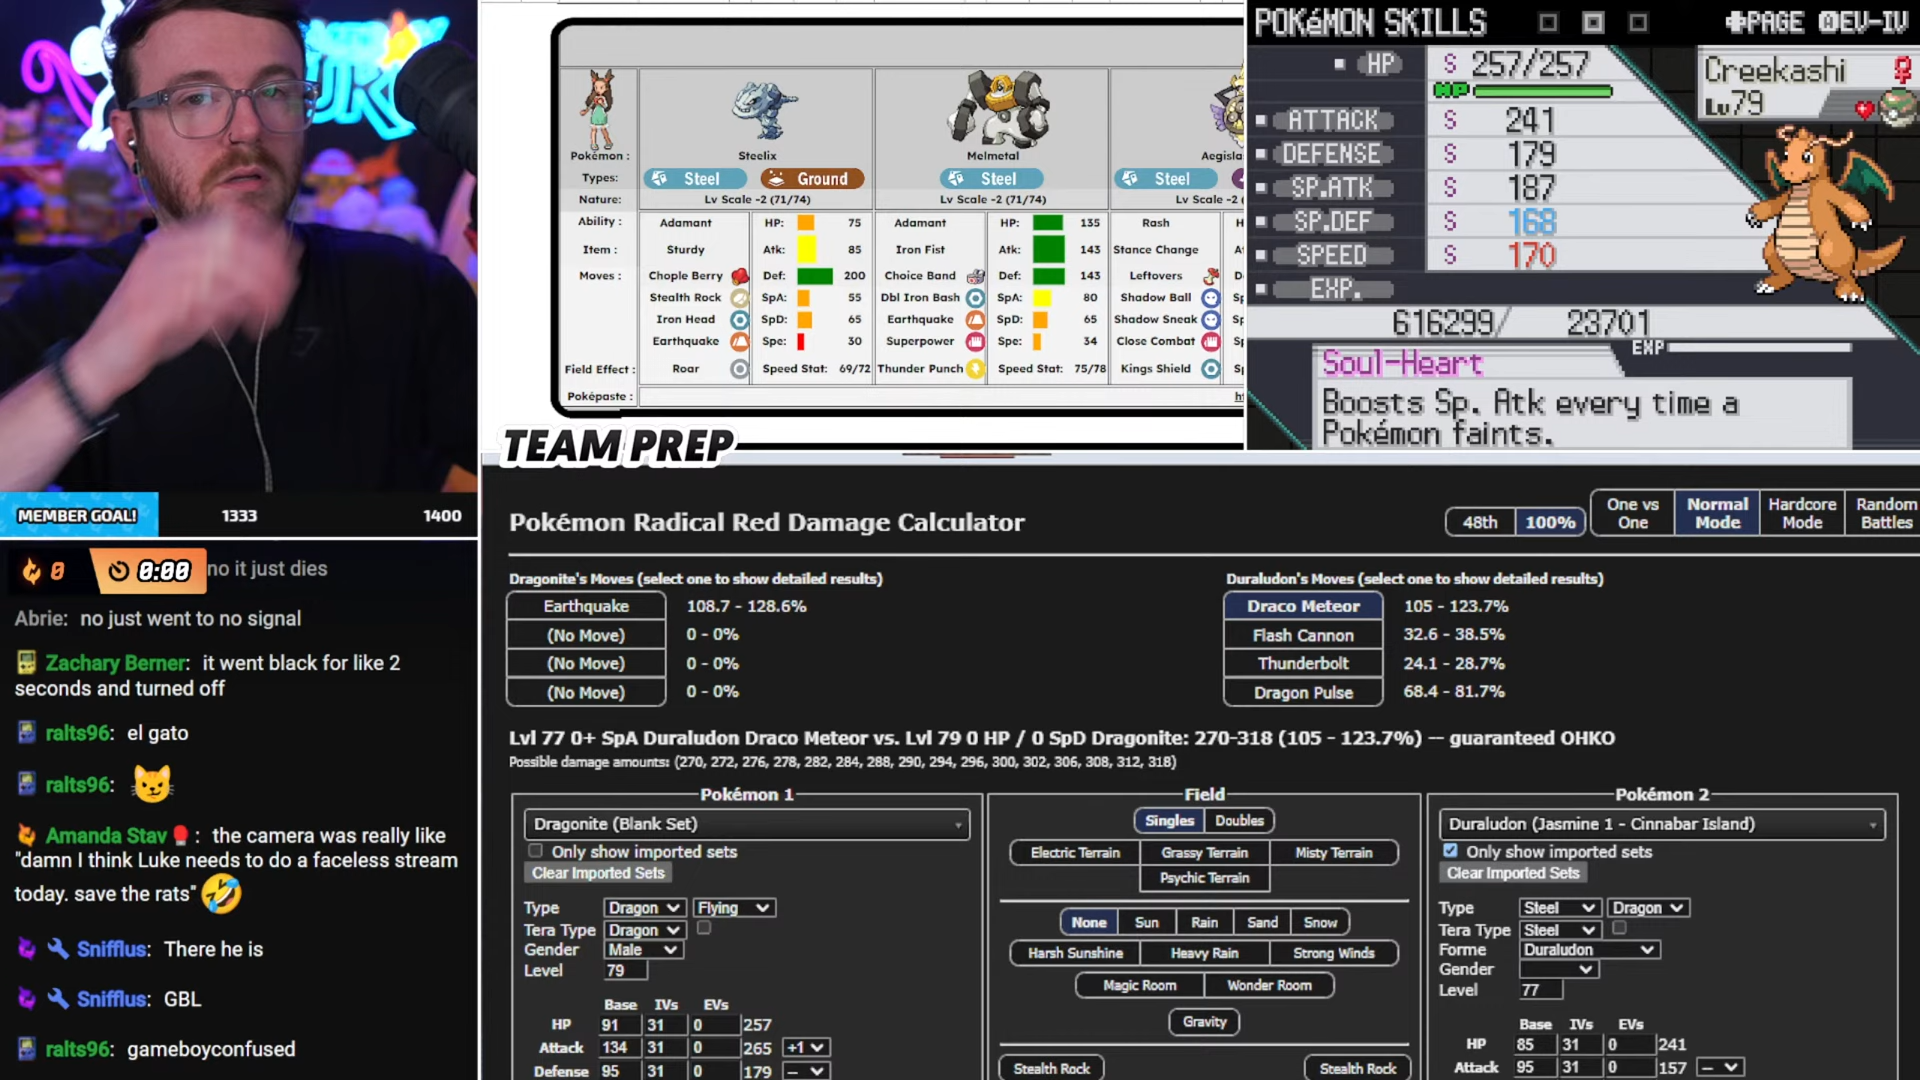 MEMBER GOAL! 1333 1400
0 0:00 no it just dies
Abrie: no just went to no signal
Zachary Berner: it went black for like 2
seconds and turned off
ralts96: el gato
ralts96:
Amanda Stav: the camera was really like
"damn I think Luke needs to do a faceless stream
today. save the rats"
Snifflus: There he is
Snifflus: GBL
ralts96: gameboyconfused
Pokémon : Steelix Melmetal Aegisla
Types: Steel Ground Steel Steel
Nature: Lv Scale -2 (71/74) Lv Scale -2 (71/74) Lv Scale -2 (7
Ability : Adamant HP: 75 Adamant HP: 135 Rash H
Item : Sturdy Atk: 85 Iron Fist Atk: 143 Stance Change A
Moves : Chople Berry Def: 200 Choice Band Def: 143 Leftovers D
Stealth Rock SpA: 55 Dbl Iron Bash SpA: 80 Shadow Ball Sp
Iron Head SpD: 65 Earthquake SpD: 65 Shadow Sneak Sp
Earthquake Spe: 30 Superpower Spe: 34 Close Combat Sp
Field Effect : Roar Speed Stat: 69/72 Thunder Punch Speed Stat: 75/78 Kings Shield Sp
Poképaste : ht
TEAM PREP
POKéMON SKILLS PAGE EV-IV
HP S 257/257
HP
Creekashi ♀
Lv79
ATTACK S 241
DEFENSE S 179
SP.ATK S 187
SP.DEF S 168
SPEED S 170
EXP.
616299/ 23701
EXP
Soul-Heart
Boosts Sp. Atk every time a
Pokémon faints.
Pokémon Radical Red Damage Calculator
48th 100% One vs One Normal Mode Hardcore Mode Random Battles
Dragonite's Moves (select one to show detailed results)
Earthquake 108.7 - 128.6%
(No Move) 0 - 0%
(No Move) 0 - 0%
(No Move) 0 - 0%
Duraludon's Moves (select one to show detailed results)
Draco Meteor 105 - 123.7%
Flash Cannon 32.6 - 38.5%
Thunderbolt 24.1 - 28.7%
Dragon Pulse 68.4 - 81.7%
Lvl 77 0+ SpA Duraludon Draco Meteor vs. Lvl 79 0 HP / 0 SpD Dragonite: 270-318 (105 - 123.7%) -- guaranteed OHKO
Possible damage amounts: (270, 272, 276, 278, 282, 284, 288, 290, 294, 296, 300, 302, 306, 308, 312, 318)
Pokémon 1
Dragonite (Blank Set)
Only show imported sets
Clear Imported Sets
Type Dragon Flying
Tera Type Dragon
Gender Male
Level 79
Base IVs EVs
HP 91 31 0 257
Attack 134 31 0 265 +1
Defense 95 31 0 179 --
Field
Singles Doubles
Electric Terrain Grassy Terrain Misty Terrain
Psychic Terrain
None Sun Rain Sand Snow
Harsh Sunshine Heavy Rain Strong Winds
Magic Room Wonder Room
Gravity
Stealth Rock Stealth Rock
Pokémon 2
Duraludon (Jasmine 1 - Cinnabar Island)
Only show imported sets
Clear Imported Sets
Type Steel Dragon
Tera Type Steel
Forme Duraludon
Gender
Level 77
Base IVs EVs
HP 85 31 0 241
Attack 95 31 0 157 --